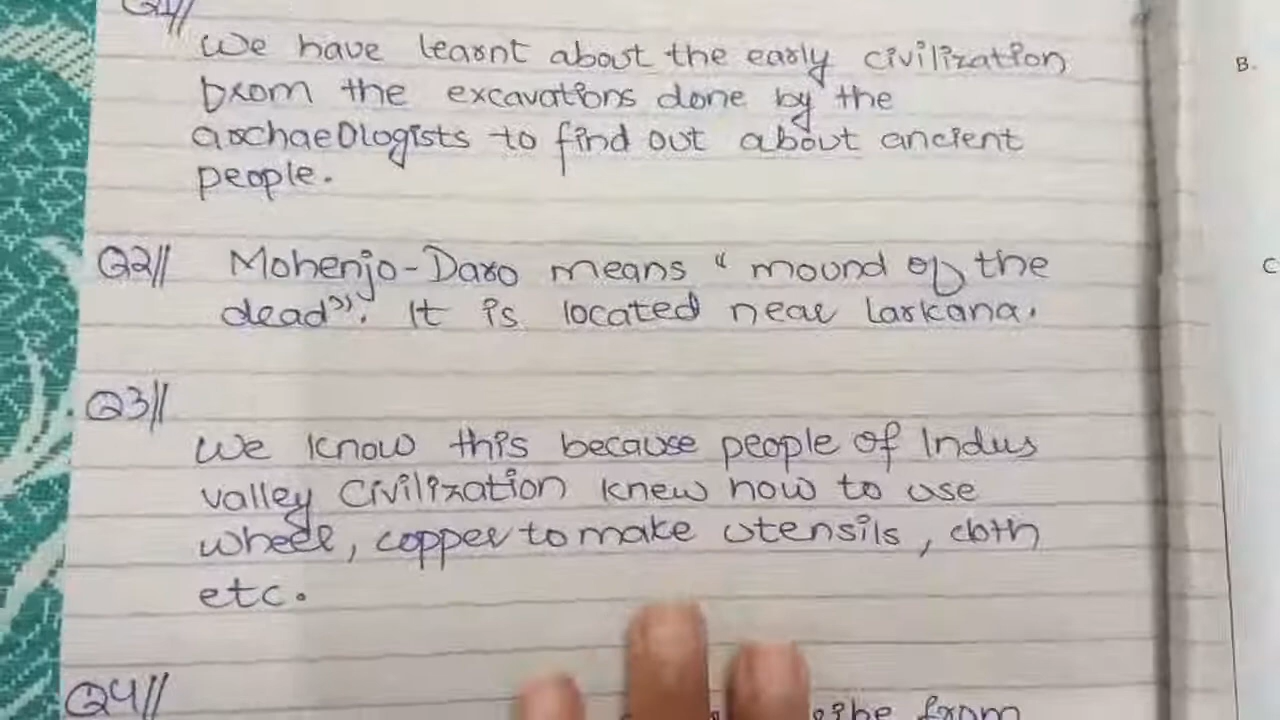 Q1//
We have learnt about the early civilization
from the excavations done by the
archaeologists to find out about ancient
people.
Q2// Mohenjo-Daro means " mound of the
dead". It is located near Larkana.
Q3//
We know this because people of Indus
valley Civilization knew how to use
wheel, copper to make utensils, cloth
etc.
Q4//
from
B.
C